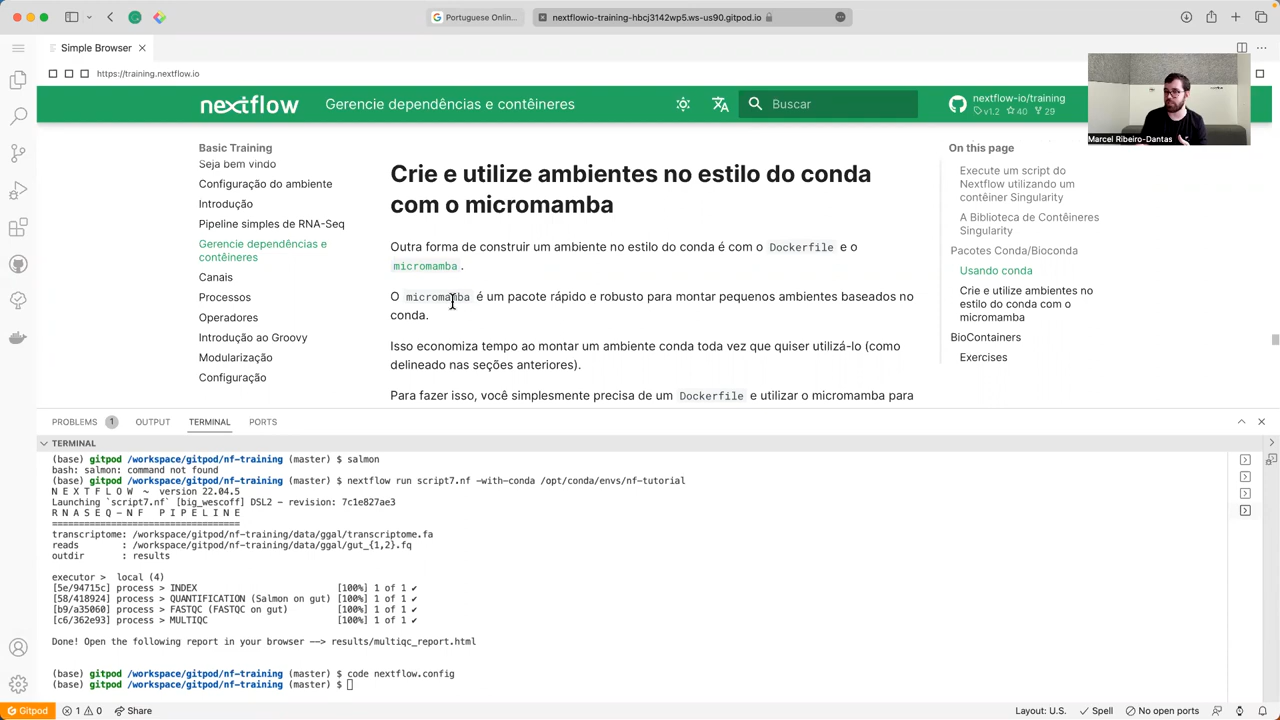 Portuguese Onlin...
nextflowio-training-hbcj3142wp5.ws-us90.gitpod.io
Simple Browser
https://training.nextflow.io
nextflow
Gerencie dependências e contêineres
Buscar
nextflow-io/training
v1.2 40 29
Marcel Ribeiro-Dantas
Basic Training
Seja bem vindo
Configuração do ambiente
Introdução
Pipeline simples de RNA-Seq
Gerencie dependências e
contêineres
Canais
Processos
Operadores
Introdução ao Groovy
Modularização
Configuração
Crie e utilize ambientes no estilo do conda
com o micromamba
Outra forma de construir um ambiente no estilo do conda é com o Dockerfile e o
micromamba.
O micromamba é um pacote rápido e robusto para montar pequenos ambientes baseados no
conda.
Isso economiza tempo ao montar um ambiente conda toda vez que quiser utilizá-lo (como
delineado nas seções anteriores).
Para fazer isso, você simplesmente precisa de um Dockerfile e utilizar o micromamba para
On this page
Execute um script do
Nextflow utilizando um
contêiner Singularity
A Biblioteca de Contêineres
Singularity
Pacotes Conda/Bioconda
Usando conda
Crie e utilize ambientes no
estilo do conda com o
micromamba
BioContainers
Exercises
PROBLEMS 1 OUTPUT TERMINAL PORTS
TERMINAL
(base) gitpod /workspace/gitpod/nf-training (master) $ salmon
bash: salmon: command not found
(base) gitpod /workspace/gitpod/nf-training (master) $ nextflow run script7.nf -with-conda /opt/conda/envs/nf-tutorial
N E X T F L O W ~ version 22.04.5
Launching `script7.nf` [big_wescoff] DSL2 - revision: 7c1e827ae3
R N A S E Q - N F   P I P E L I N E
===================================
transcriptome: /workspace/gitpod/nf-training/data/ggal/transcriptome.fa
reads        : /workspace/gitpod/nf-training/data/ggal/gut_{1,2}.fq
outdir       : results
executor >  local (4)
[5e/94715c] process > INDEX                          [100%] 1 of 1 ✔
[58/418924] process > QUANTIFICATION (Salmon on gut) [100%] 1 of 1 ✔
[b9/a35060] process > FASTQC (FASTQC on gut)         [100%] 1 of 1 ✔
[c6/362e93] process > MULTIQC                        [100%] 1 of 1 ✔
Done! Open the following report in your browser --> results/multiqc_report.html
(base) gitpod /workspace/gitpod/nf-training (master) $ code nextflow.config
(base) gitpod /workspace/gitpod/nf-training (master) $
Gitpod 1 0 Share Layout: U.S. Spell No open ports